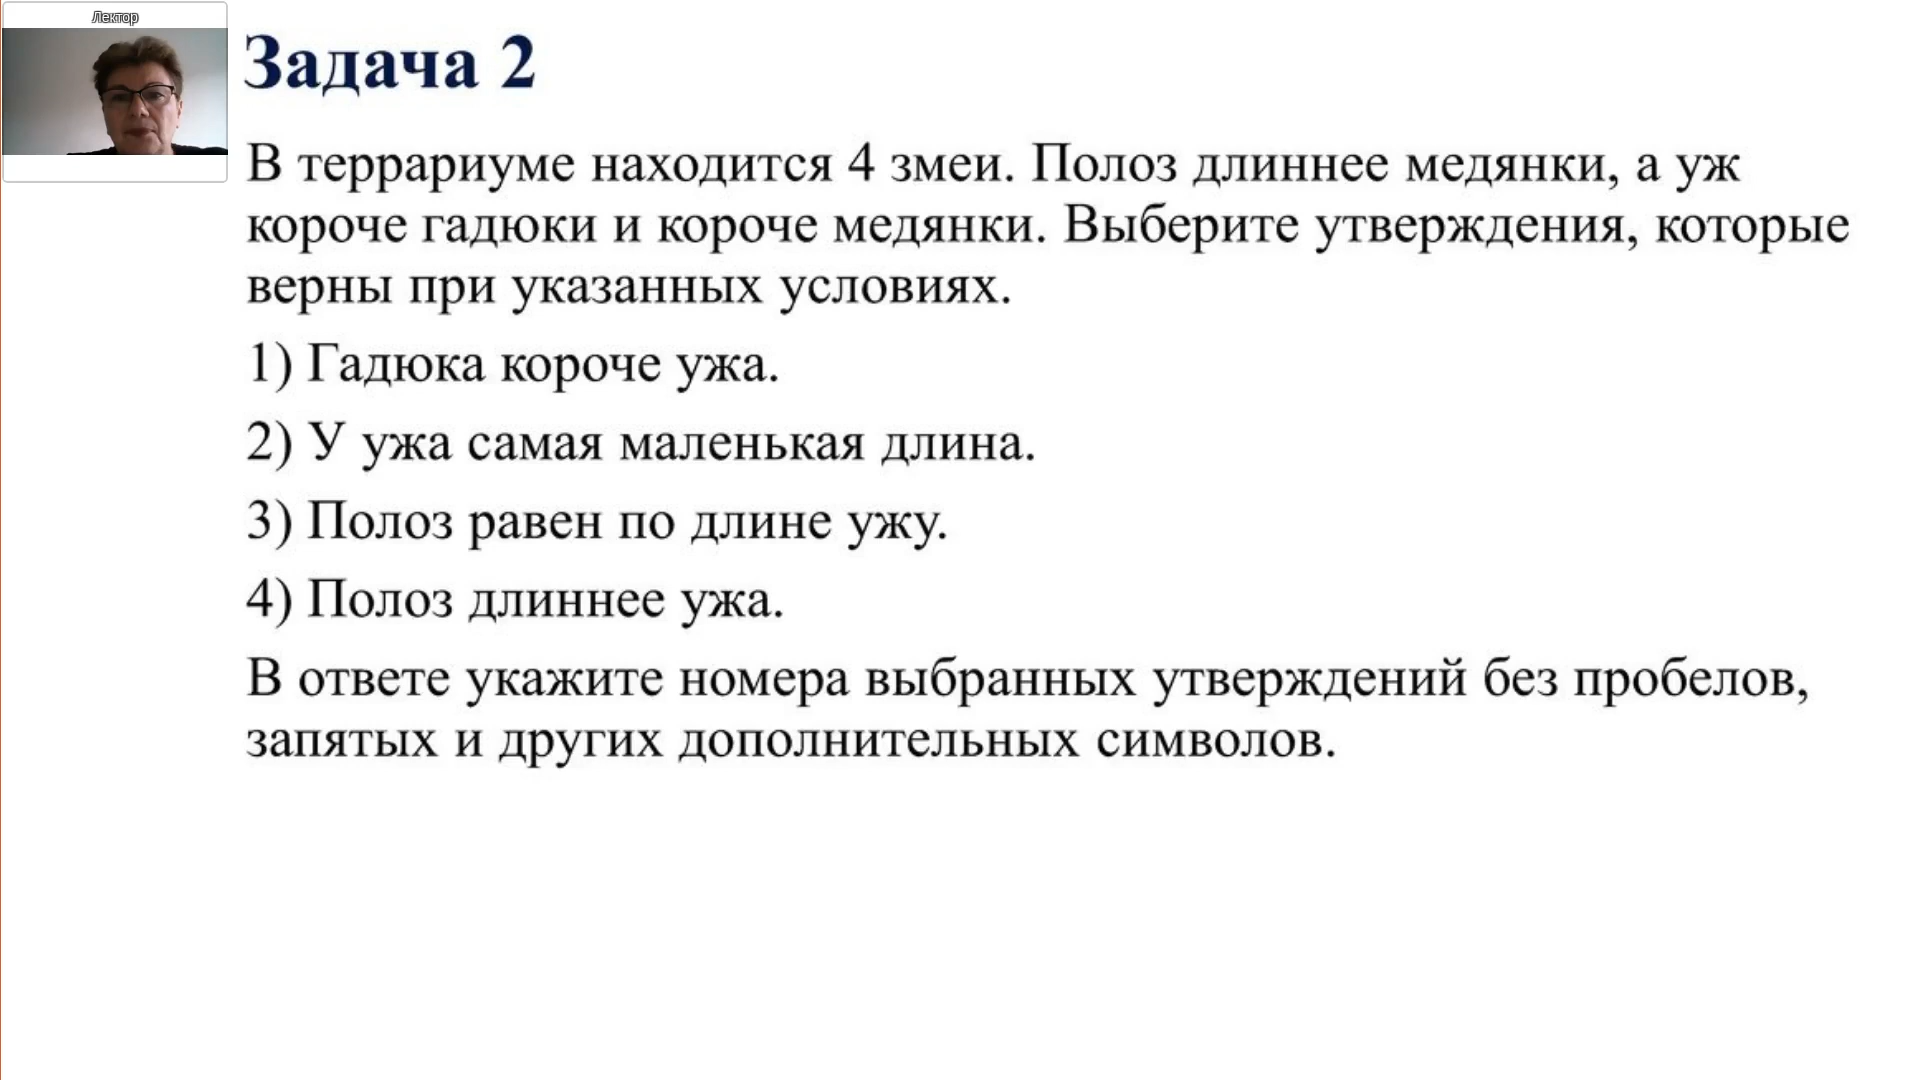 Лектор
Задача 2
В террариуме находится 4 змеи. Полоз длиннее медянки, а уж
короче гадюки и короче медянки. Выберите утверждения, которые
верны при указанных условиях.
1) Гадюка короче ужа.
2) У ужа самая маленькая длина.
3) Полоз равен по длине ужу.
4) Полоз длиннее ужа.
В ответе укажите номера выбранных утверждений без пробелов,
запятых и других дополнительных символов.